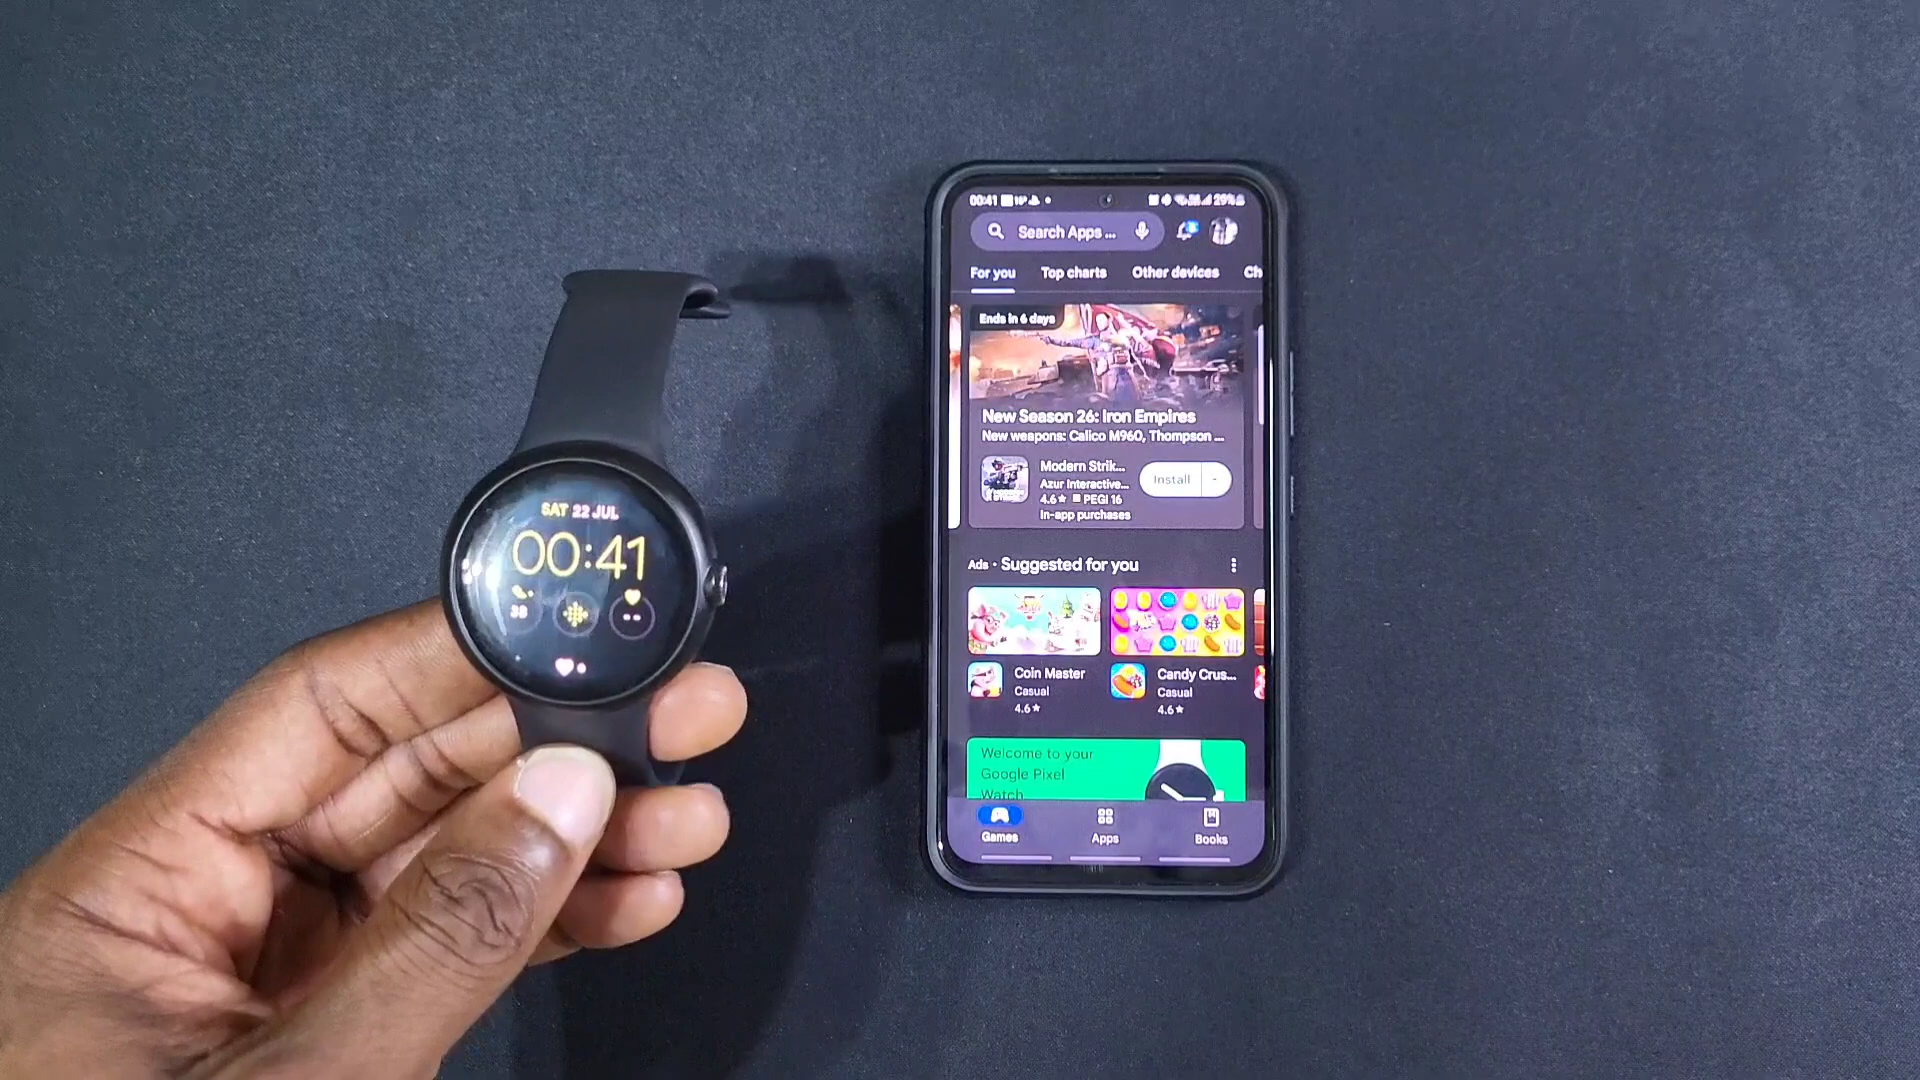 SAT 22 JUL
00:41
38
--
00:41
29%
Search Apps ...
For you
Top charts
Other devices
Ch
Ends in 6 days
New Season 26: Iron Empires
New weapons: Calico M960, Thompson ...
Modern Strik...
Azur Interactive...
4.6★ PEGI 16
In-app purchases
Install
Ads • Suggested for you
Coin Master
Casual
4.6★
Candy Crus...
Casual
4.6★
Welcome to your
Google Pixel
Watch
Games
Apps
Books